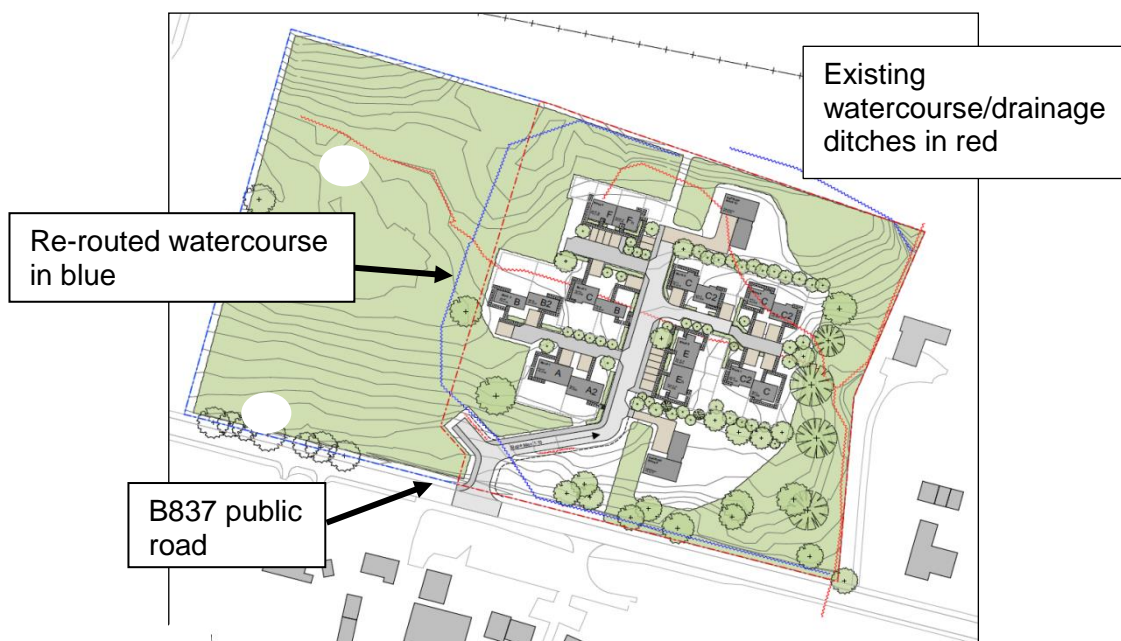 Existing
watercourse/drainage
ditches in red
Re-routed watercourse
in blue
B837 public
road
F
F
B
B2
C
B
C
C2
C
C2
A
A2
E
E
C2
C